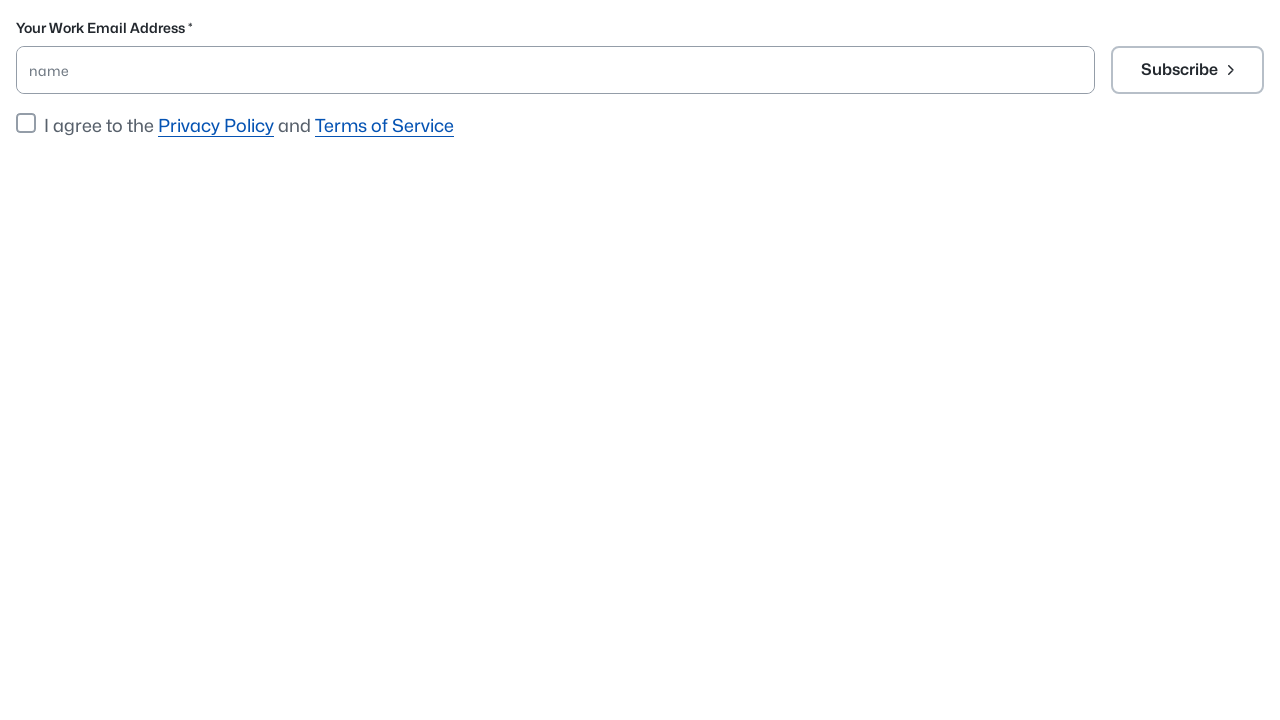 Your Work Email Address *
name
Subscribe
I agree to the Privacy Policy and Terms of Service